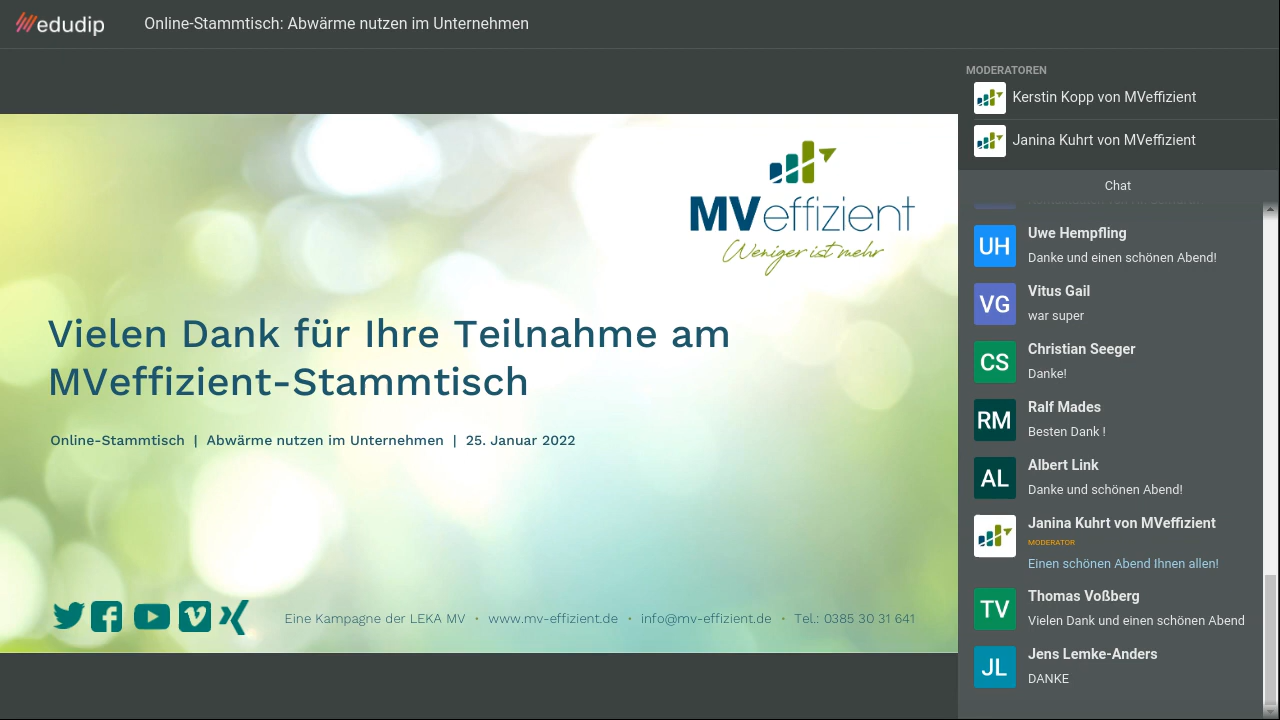 edudip
Online-Stammtisch: Abwärme nutzen im Unternehmen
MVeffizient
Weniger ist mehr
Vielen Dank für Ihre Teilnahme am
MVeffizient-Stammtisch
Online-Stammtisch | Abwärme nutzen im Unternehmen | 25. Januar 2022
Eine Kampagne der LEKA MV • www.mv-effizient.de • info@mv-effizient.de • Tel.: 0385 30 31 641
MODERATOREN
Kerstin Kopp von MVeffizient
Janina Kuhrt von MVeffizient
Chat
UH
Uwe Hempfling
Danke und einen schönen Abend!
VG
Vitus Gail
war super
CS
Christian Seeger
Danke!
RM
Ralf Mades
Besten Dank !
AL
Albert Link
Danke und schönen Abend!
Janina Kuhrt von MVeffizient
MODERATOR
Einen schönen Abend Ihnen allen!
TV
Thomas Voßberg
Vielen Dank und einen schönen Abend
JL
Jens Lemke-Anders
DANKE